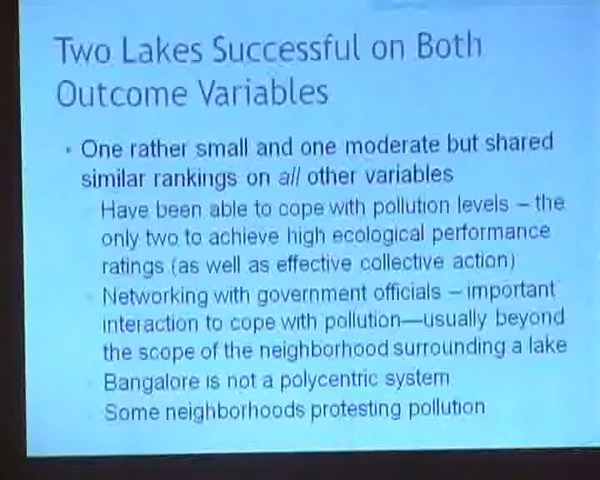 Two Lakes Successful on Both
Outcome Variables
• One rather small and one moderate but shared
similar rankings on all other variables
Have been able to cope with pollution levels – the
only two to achieve high ecological performance
ratings (as well as effective collective action)
Networking with government officials – important
interaction to cope with pollution—usually beyond
the scope of the neighborhood surrounding a lake
Bangalore is not a polycentric system
Some neighborhoods protesting pollution